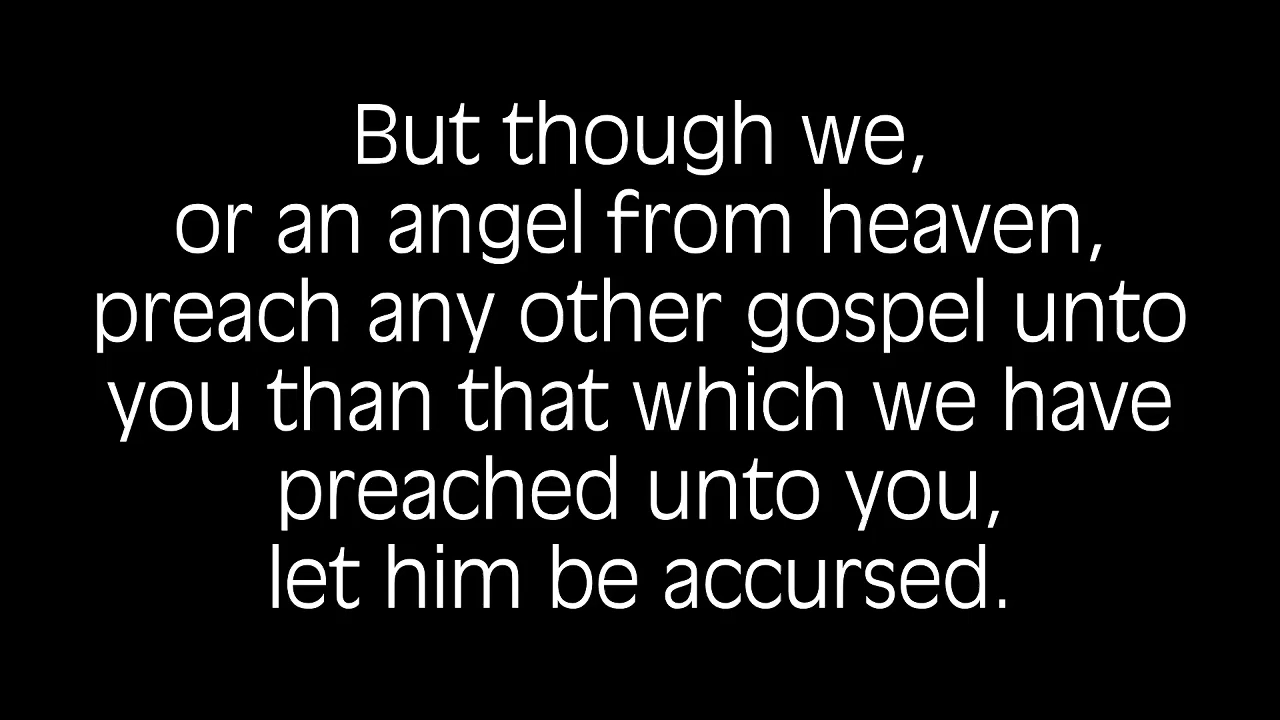 But though we,
or an angel from heaven,
preach any other gospel unto
you than that which we have
preached unto you,
let him be accursed.